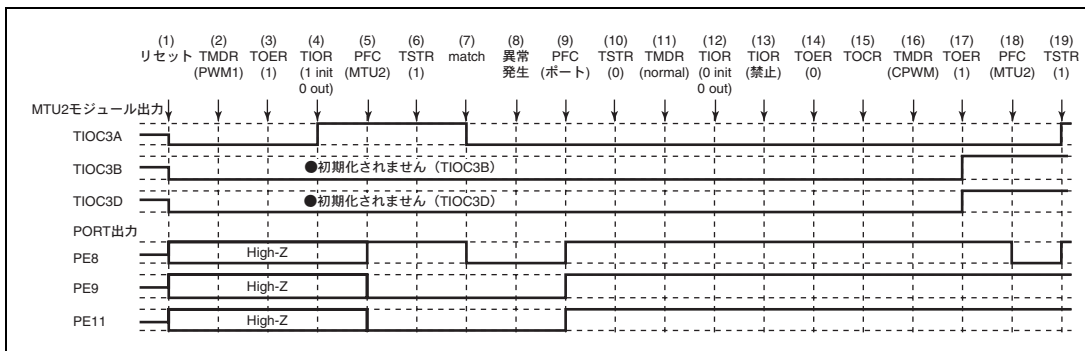 (1) (2) (3) (4) (5) (6) (7) (8) (9) (10) (11) (12) (13) (14) (15) (16) (17) (18) (19)
リセット TMDR TOER TIOR PFC TSTR match 異常 PFC TSTR TMDR TIOR TIOR TOER TOCR TMDR TOER PFC TSTR
(PWM1) (1) (1 init (MTU2) (1) 発生 (ポート) (0) (normal) (0 init (禁止) (0) (CPWM) (1) (MTU2) (1)
0 out) 0 out)
MTU2モジュール出力
TIOC3A
TIOC3B ●初期化されません（TIOC3B）
TIOC3D ●初期化されません（TIOC3D）
PORT出力
PE8 High-Z
PE9 High-Z
PE11 High-Z